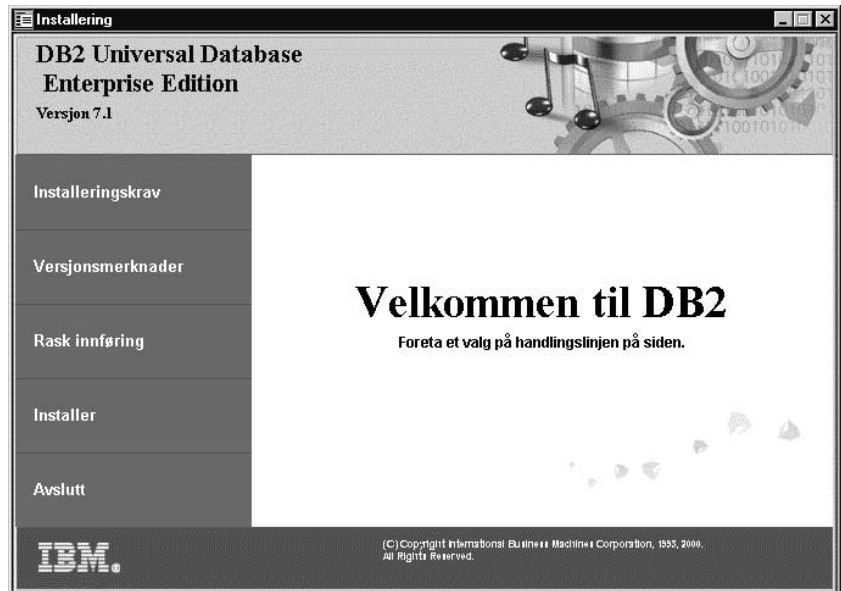 Installering
DB2 Universal Database
Enterprise Edition
Versjon 7.1
Installeringskrav
Versjonsmerknader
Rask innføring
Installer
Avslutt
Velkommen til DB2
Foreta et valg på handlingslinjen på siden.
IBM®
(C) Copyright International Business Machines Corporation, 1993, 2000.
All Rights Reserved.